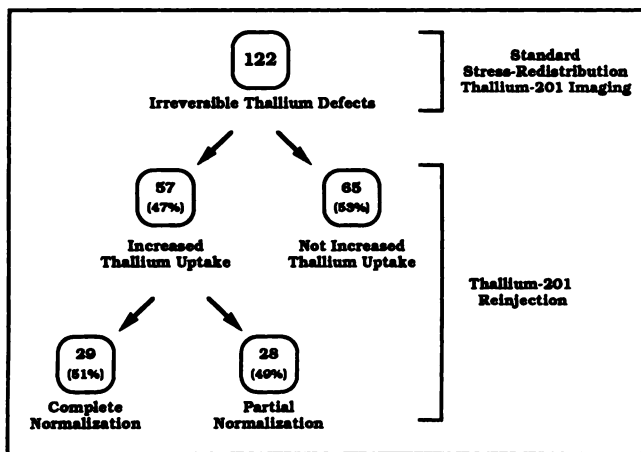 122
Irreversible Thallium Defects
Standard
Stress-Redistribution
Thallium-201 Imaging
57
(47%)
65
(53%)
Increased
Thallium Uptake
Not Increased
Thallium Uptake
Thallium-201
Reinjection
29
(51%)
28
(49%)
Complete
Normalization
Partial
Normalization